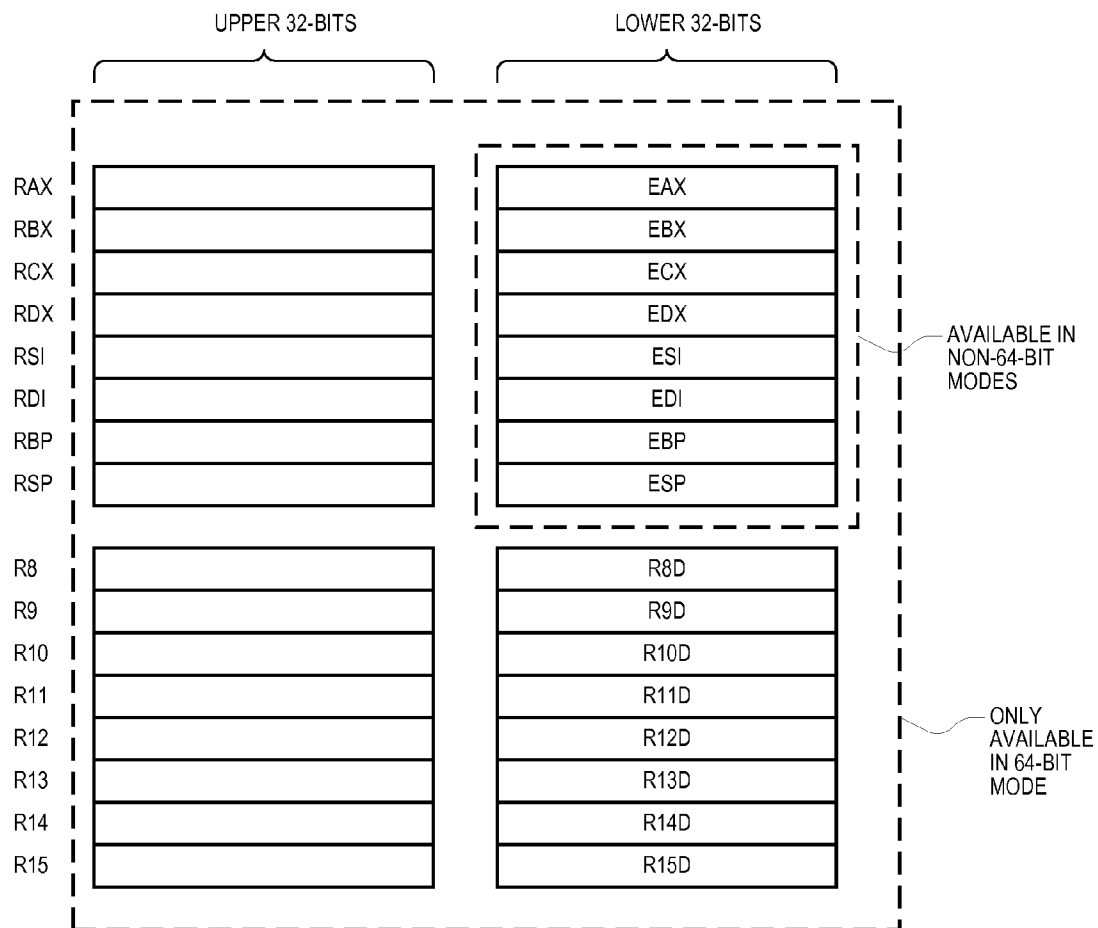 UPPER 32-BITS
LOWER 32-BITS
RAX
EAX
RBX
EBX
RCX
ECX
RDX
EDX
RSI
ESI
RDI
EDI
RBP
EBP
RSP
ESP
AVAILABLE IN
NON-64-BIT
MODES
R8
R8D
R9
R9D
R10
R10D
R11
R11D
R12
R12D
R13
R13D
R14
R14D
R15
R15D
ONLY
AVAILABLE
IN 64-BIT
MODE